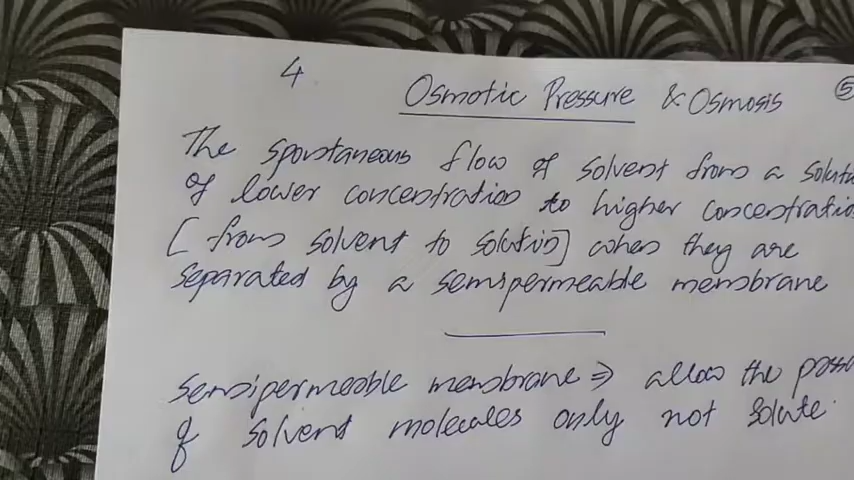 4 Osmotic Pressure & Osmosis 5
The spontaneous flow of solvent from a solut
of lower concentration to higher concentratio
[from solvent to solution] when they are
separated by a semipermeable membrane
Semipermeable membrane ⇒ allow the pass
of solvent molecules only not solute.